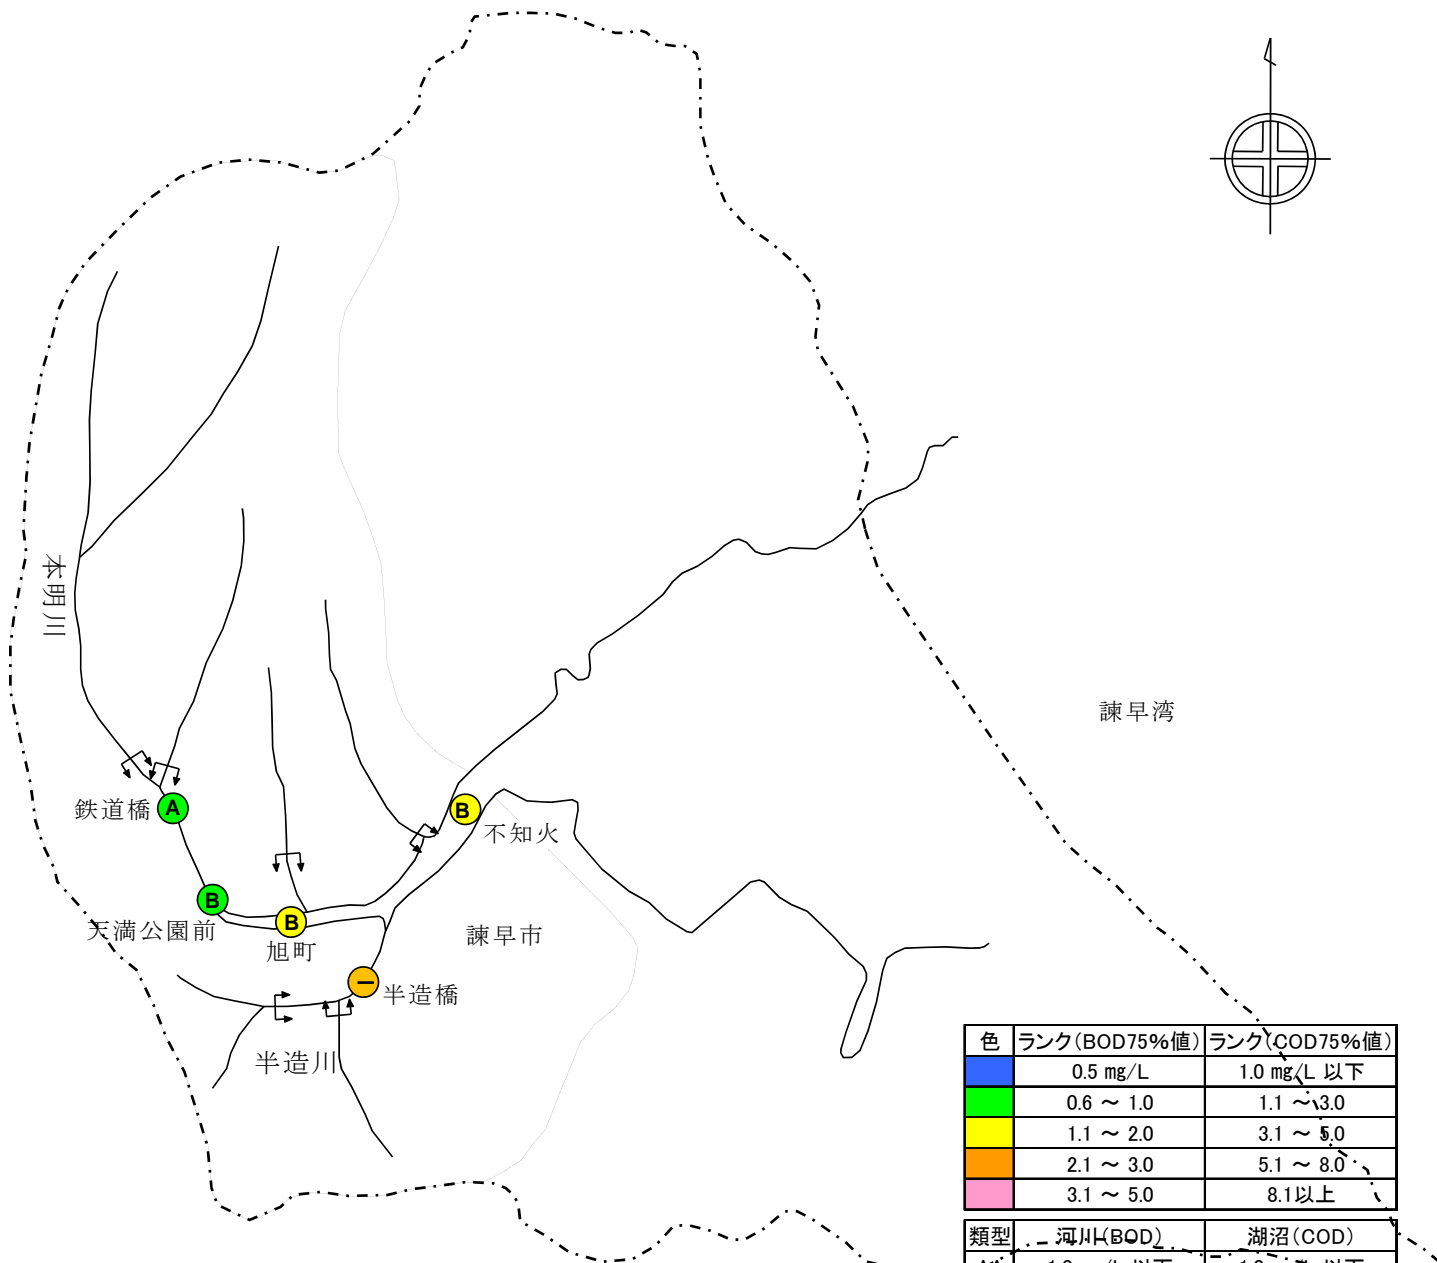 本明川
諫早湾
鉄道橋
A
B
不知火
B
天満公園前
B
旭町
諫早市
半造橋
半造川
色 ランク(BOD75%値) ランク(COD75%値)
0.5 mg/L 1.0 mg/L 以下
0.6 ～ 1.0 1.1 ～ 3.0
1.1 ～ 2.0 3.1 ～ 5.0
2.1 ～ 3.0 5.1 ～ 8.0
3.1 ～ 5.0 8.1以上
類型 河川(BOD) 湖沼(COD)